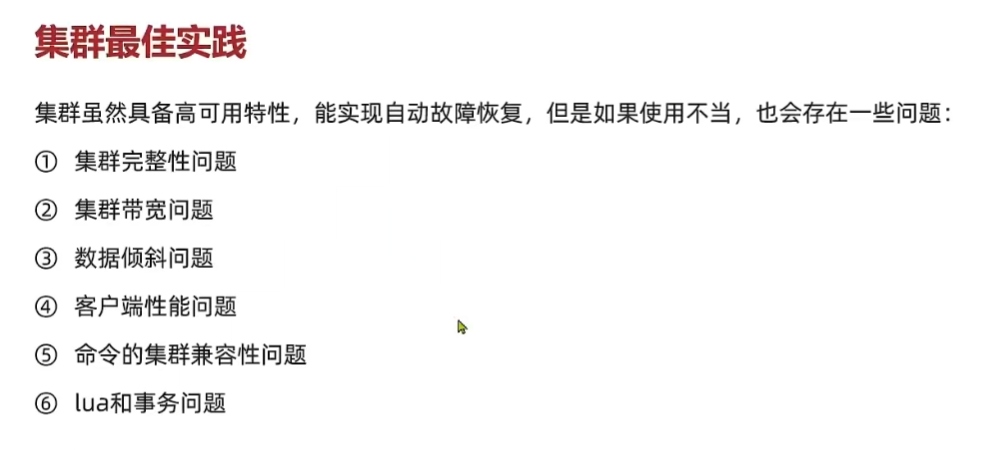 集群最佳实践
集群虽然具备高可用特性，能实现自动故障恢复，但是如果使用不当，也会存在一些问题：
① 集群完整性问题
② 集群带宽问题
③ 数据倾斜问题
④ 客户端性能问题
⑤ 命令的集群兼容性问题
⑥ lua和事务问题